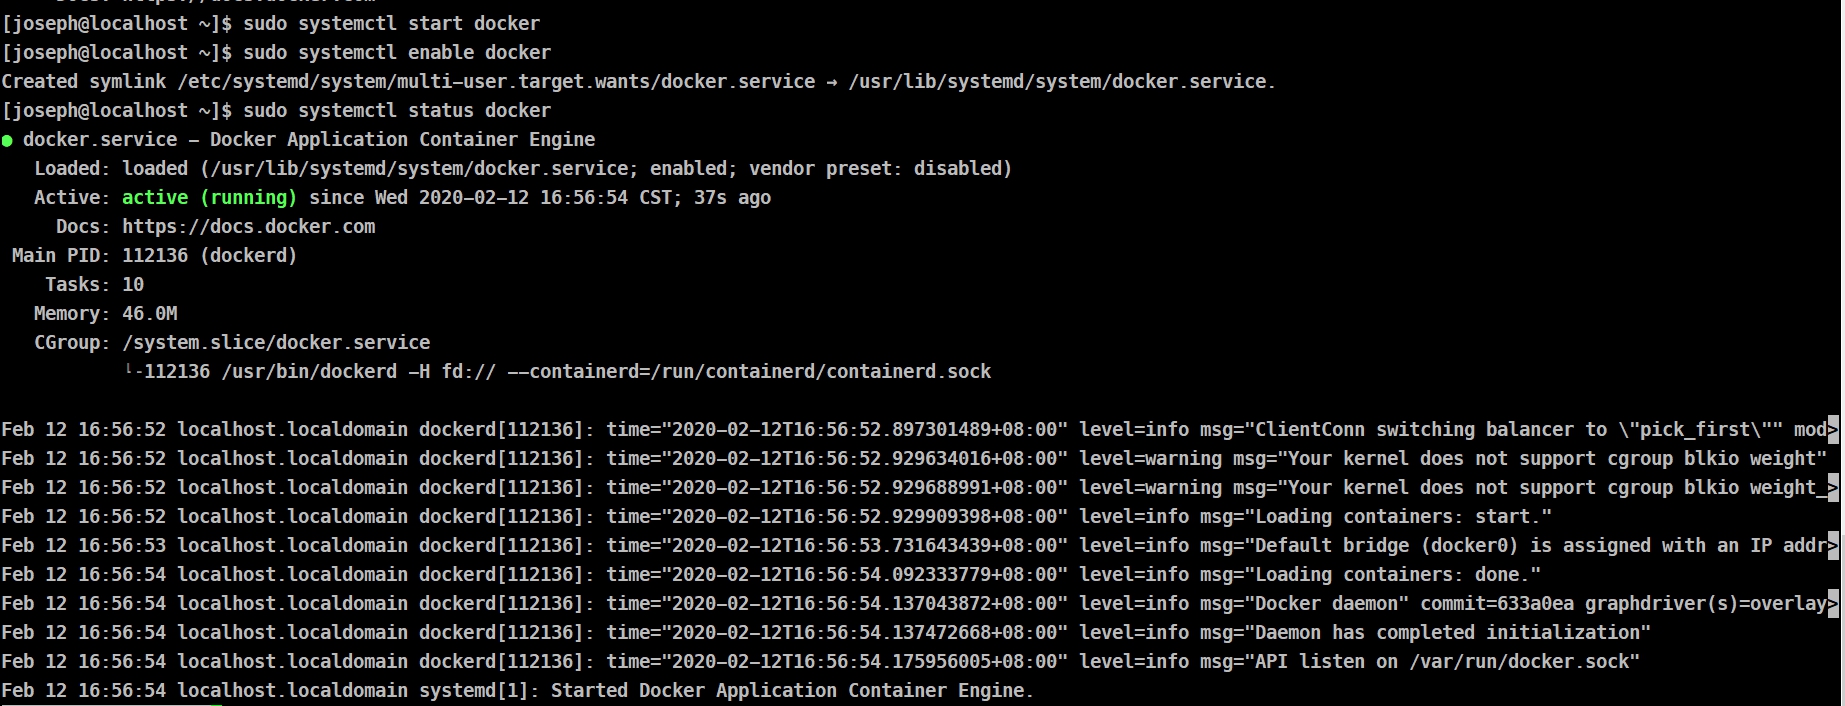 [joseph@localhost ~]$ sudo systemctl start docker
[joseph@localhost ~]$ sudo systemctl enable docker
Created symlink /etc/systemd/system/multi-user.target.wants/docker.service → /usr/lib/systemd/system/docker.service.
[joseph@localhost ~]$ sudo systemctl status docker
● docker.service - Docker Application Container Engine
   Loaded: loaded (/usr/lib/systemd/system/docker.service; enabled; vendor preset: disabled)
   Active: active (running) since Wed 2020-02-12 16:56:54 CST; 37s ago
     Docs: https://docs.docker.com
 Main PID: 112136 (dockerd)
    Tasks: 10
   Memory: 46.0M
   CGroup: /system.slice/docker.service
           └-112136 /usr/bin/dockerd -H fd:// --containerd=/run/containerd/containerd.sock
Feb 12 16:56:52 localhost.localdomain dockerd[112136]: time="2020-02-12T16:56:52.897301489+08:00" level=info msg="ClientConn switching balancer to \"pick_first\"" mod>
Feb 12 16:56:52 localhost.localdomain dockerd[112136]: time="2020-02-12T16:56:52.929634016+08:00" level=warning msg="Your kernel does not support cgroup blkio weight"
Feb 12 16:56:52 localhost.localdomain dockerd[112136]: time="2020-02-12T16:56:52.929688991+08:00" level=warning msg="Your kernel does not support cgroup blkio weight_>
Feb 12 16:56:52 localhost.localdomain dockerd[112136]: time="2020-02-12T16:56:52.929909398+08:00" level=info msg="Loading containers: start."
Feb 12 16:56:53 localhost.localdomain dockerd[112136]: time="2020-02-12T16:56:53.731643439+08:00" level=info msg="Default bridge (docker0) is assigned with an IP addr>
Feb 12 16:56:54 localhost.localdomain dockerd[112136]: time="2020-02-12T16:56:54.092333779+08:00" level=info msg="Loading containers: done."
Feb 12 16:56:54 localhost.localdomain dockerd[112136]: time="2020-02-12T16:56:54.137043872+08:00" level=info msg="Docker daemon" commit=633a0ea graphdriver(s)=overlay>
Feb 12 16:56:54 localhost.localdomain dockerd[112136]: time="2020-02-12T16:56:54.137472668+08:00" level=info msg="Daemon has completed initialization"
Feb 12 16:56:54 localhost.localdomain dockerd[112136]: time="2020-02-12T16:56:54.175956005+08:00" level=info msg="API listen on /var/run/docker.sock"
Feb 12 16:56:54 localhost.localdomain systemd[1]: Started Docker Application Container Engine.